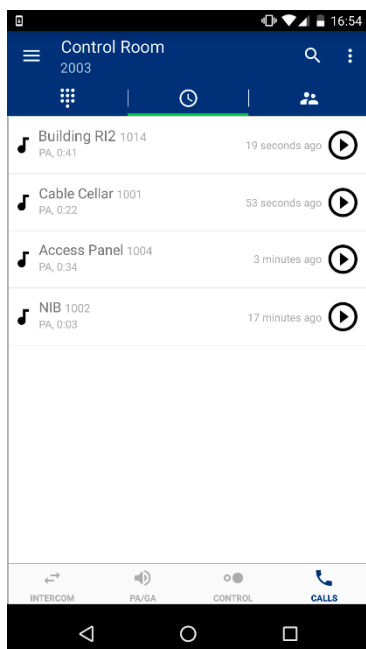 16:54
Control Room
2003
Building RI2 1014
PA, 0:41
19 seconds ago
Cable Cellar 1001
PA, 0:22
53 seconds ago
Access Panel 1004
PA, 0:34
3 minutes ago
NIB 1002
PA, 0:03
17 minutes ago
INTERCOM
PA/GA
CONTROL
CALLS